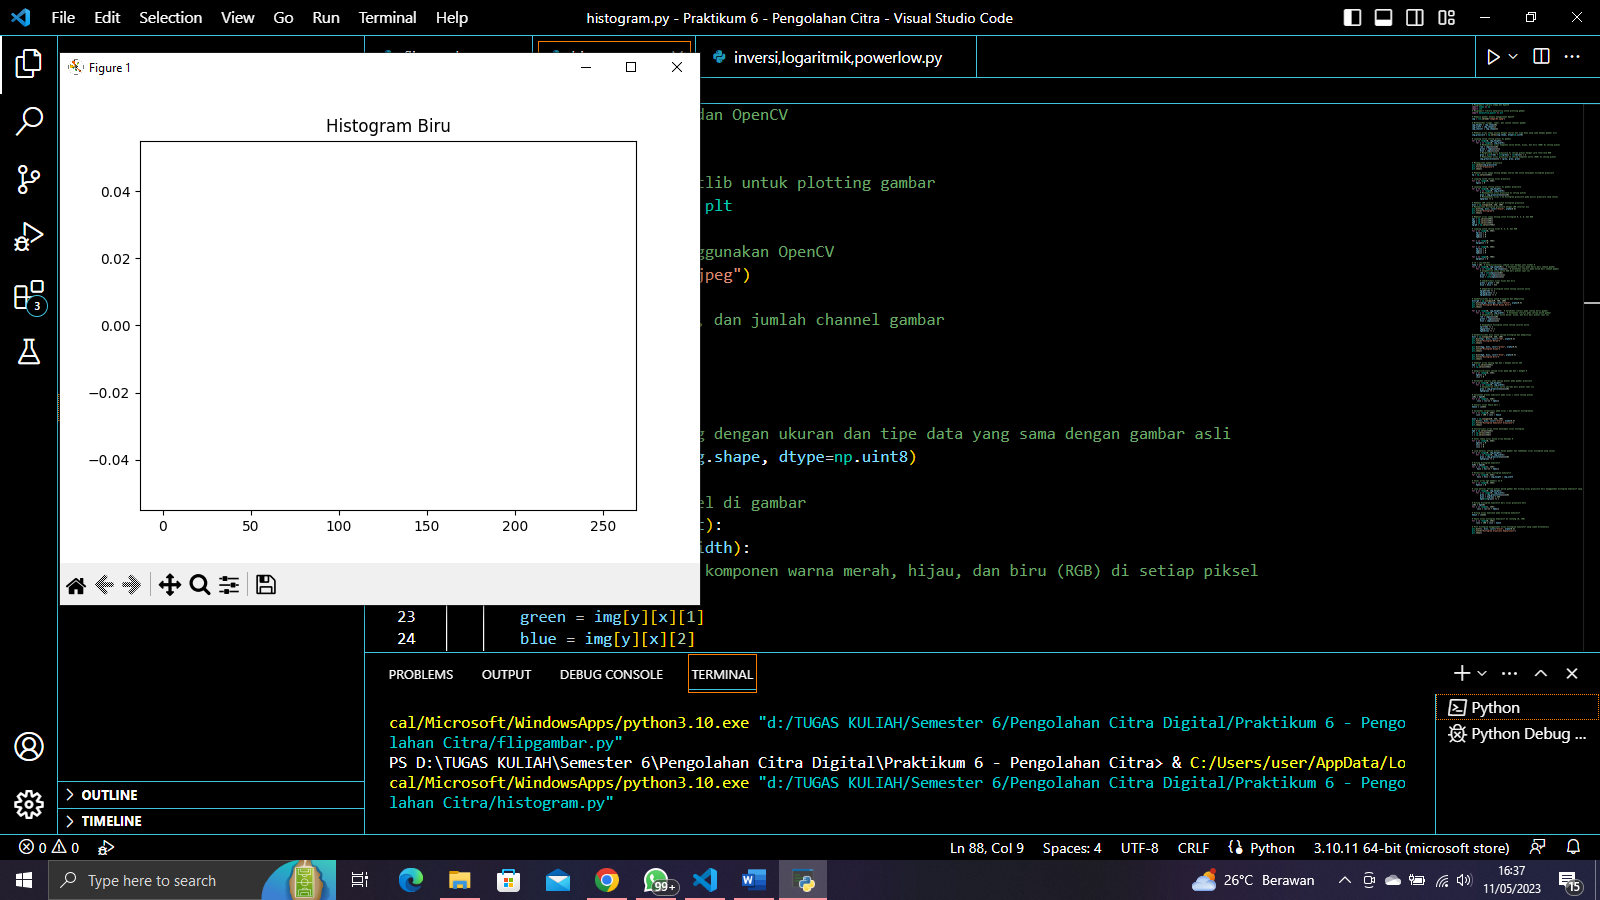 File Edit Selection View Go Run Terminal Help
histogram.py - Praktikum 6 - Pengolahan Citra - Visual Studio Code
inversi,logaritmik,powerlow.py
Figure 1
Histogram Biru
0.04
0.02
0.00
−0.02
−0.04
0 50 100 150 200 250
dan OpenCV
tlib untuk plotting gambar
plt
ggunakan OpenCV
jpeg")
, dan jumlah channel gambar
g dengan ukuran dan tipe data yang sama dengan gambar asli
g.shape, dtype=np.uint8)
el di gambar
t):
idth):
komponen warna merah, hijau, dan biru (RGB) di setiap piksel
23 green = img[y][x][1]
24 blue = img[y][x][2]
3
PROBLEMS OUTPUT DEBUG CONSOLE TERMINAL
cal/Microsoft/WindowsApps/python3.10.exe "d:/TUGAS KULIAH/Semester 6/Pengolahan Citra Digital/Praktikum 6 - Pengo
lahan Citra/flipgambar.py"
PS D:\TUGAS KULIAH\Semester 6\Pengolahan Citra Digital\Praktikum 6 - Pengolahan Citra> & C:/Users/user/AppData/Lo
cal/Microsoft/WindowsApps/python3.10.exe "d:/TUGAS KULIAH/Semester 6/Pengolahan Citra Digital/Praktikum 6 - Pengo
lahan Citra/histogram.py"
Python
Python Debug ...
OUTLINE
TIMELINE
0 0
Ln 88, Col 9 Spaces: 4 UTF-8 CRLF Python 3.10.11 64-bit (microsoft store)
Type here to search
99+
26°C Berawan
16:37
11/05/2023
15